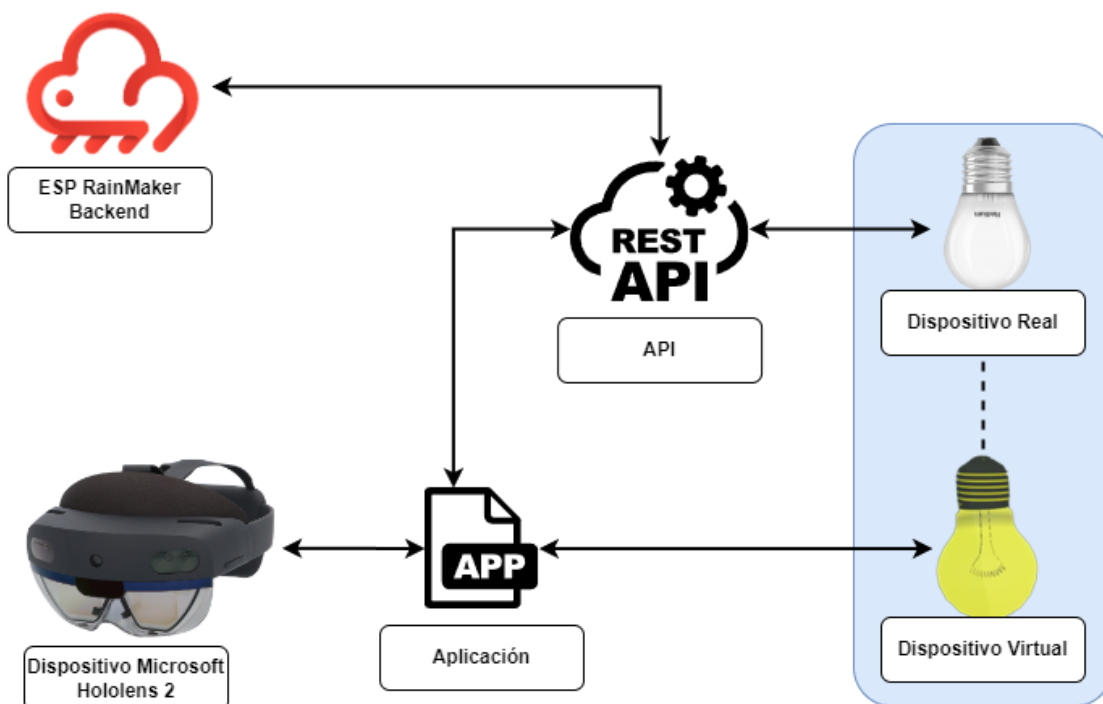 ESP RainMaker
Backend
REST
API
API
Dispositivo Real
APP
Aplicación
Dispositivo Virtual
Dispositivo Microsoft
Hololens 2